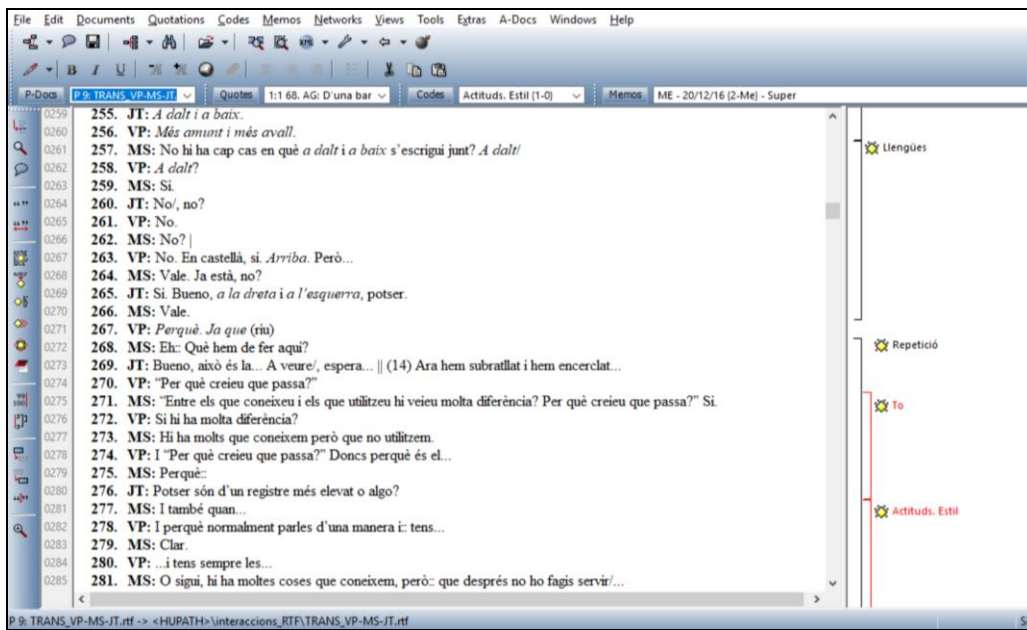 File Edit Documents Quotations Codes Memos Networks Views Tools Extras A-Docs Windows Help
B I U
P-Docs P 9: TRANS_VP-MS-JT. Quotes 1:1 68. AG: D'una bar Codes Actituds. Estil (1-0) Memos ME - 20/12/16 (2-Me) - Super
0259 255. JT: A dalt i a baix.
0260 256. VP: Més amunt i més avall.
0261 257. MS: No hi ha cap cas en què a dalt i a baix s'escrigui junt? A dalt/
Llengües
0262 258. VP: A dalt?
0263 259. MS: Si.
0264 260. JT: No/, no?
0265 261. VP: No.
0266 262. MS: No? |
0267 263. VP: No. En castellà, si. Arriba. Però...
0268 264. MS: Vale. Ja està, no?
0269 265. JT: Si. Bueno, a la dreta i a l'esquerra, potser.
0270 266. MS: Vale.
0271 267. VP: Perquè. Ja que (riu)
0272 268. MS: Eh:: Què hem de fer aqui?
Repetició
0273 269. JT: Bueno, això és la... A veure/, espera... || (14) Ara hem subratllat i hem encerclat...
0274 270. VP: "Per què creieu que passa?"
0275 271. MS: "Entre els que coneixeu i els que utilitzeu hi veieu molta diferència? Per què creieu que passa?" Si.
To
0276 272. VP: Si hi ha molta diferència?
0277 273. MS: Hi ha molts que coneixem però que no utilitzem.
0278 274. VP: I "Per què creieu que passa?" Doncs perquè és el...
0279 275. MS: Perquè::
0280 276. JT: Potser són d'un registre més elevat o algo?
0281 277. MS: I també quan...
Actituds. Estil
0282 278. VP: I perquè normalment parles d'una manera i:: tens...
0283 279. MS: Clar.
0284 280. VP: ...i tens sempre les...
0285 281. MS: O sigui, hi ha moltes coses que coneixem, però:: que després no ho fagis servir/...
P 9: TRANS_VP-MS-JT.rtf -> <HUPATH>\interaccions_RTF\TRANS_VP-MS-JT.rtf